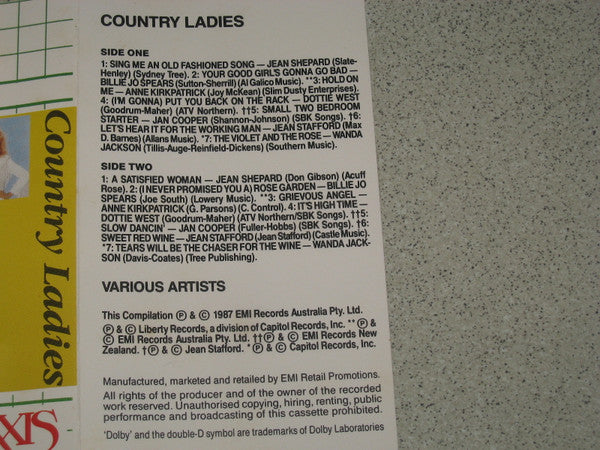 COUNTRY LADIES
SIDE ONE
1: SING ME AN OLD FASHIONED SONG — JEAN SHEPARD (Slate-
Henley) (Sydney Tree). 2: YOUR GOOD GIRL'S GONNA GO BAD —
BILLIE JO SPEARS (Sutton-Sherrill) (Al Galico Music). **3: HOLD ON
ME — ANNE KIRKPATRICK (Joy McKean) (Slim Dusty Enterprises).
4: (I'M GONNA) PUT YOU BACK ON THE RACK — DOTTIE WEST
(Goodrum-Maher) (ATV Northern). ††5: SMALL TWO BEDROOM
STARTER — JAN COOPER (Shannon-Johnson) (SBK Songs). †6:
LET'S HEAR IT FOR THE WORKING MAN — JEAN STAFFORD (Max
D. Barnes) (Allans Music). *7: THE VIOLET AND THE ROSE — WANDA
JACKSON (Tillis-Auge-Reinfield-Dickens) (Southern Music).
SIDE TWO
1: A SATISFIED WOMAN — JEAN SHEPARD (Don Gibson) (Acuff
Rose). 2: (I NEVER PROMISED YOU A) ROSE GARDEN — BILLIE JO
SPEARS (Joe South) (Lowery Music). **3: GRIEVOUS ANGEL —
ANNE KIRKPATRICK (G. Parsons) (C. Control). 4: IT'S HIGH TIME —
DOTTIE WEST (Goodrum-Maher) (ATV Northern/SBK Songs). ††5:
SLOW DANCIN' — JAN COOPER (Fuller-Hobbs) (SBK Songs). †6:
SWEET RED WINE — JEAN STAFFORD (Jean Stafford) (Castle Music).
*7: TEARS WILL BE THE CHASER FOR THE WINE — WANDA JACK-
SON (Davis-Coates) (Tree Publishing).
VARIOUS ARTISTS
This Compilation Ⓟ & © 1987 EMI Records Australia Pty. Ltd.
Ⓟ & © Liberty Records, a division of Capitol Records, Inc. **Ⓟ &
© EMI Records Australia Pty. Ltd. ††Ⓟ & © EMI Records New
Zealand. †Ⓟ & © Jean Stafford. *Ⓟ & © Capitol Records, Inc.
Manufactured, marketed and retailed by EMI Retail Promotions.
All rights of the producer and of the owner of the recorded
work reserved. Unauthorised copying, hiring, renting, public
performance and broadcasting of this cassette prohibited.
'Dolby' and the double-D symbol are trademarks of Dolby Laboratories
Country Ladies